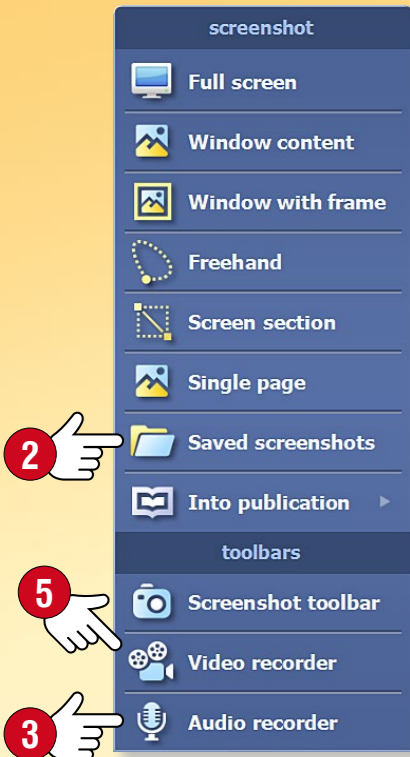 screenshot
Full screen
Window content
Window with frame
Freehand
Screen section
Single page
2 Saved screenshots
Into publication
toolbars
5 Screenshot toolbar
Video recorder
3 Audio recorder